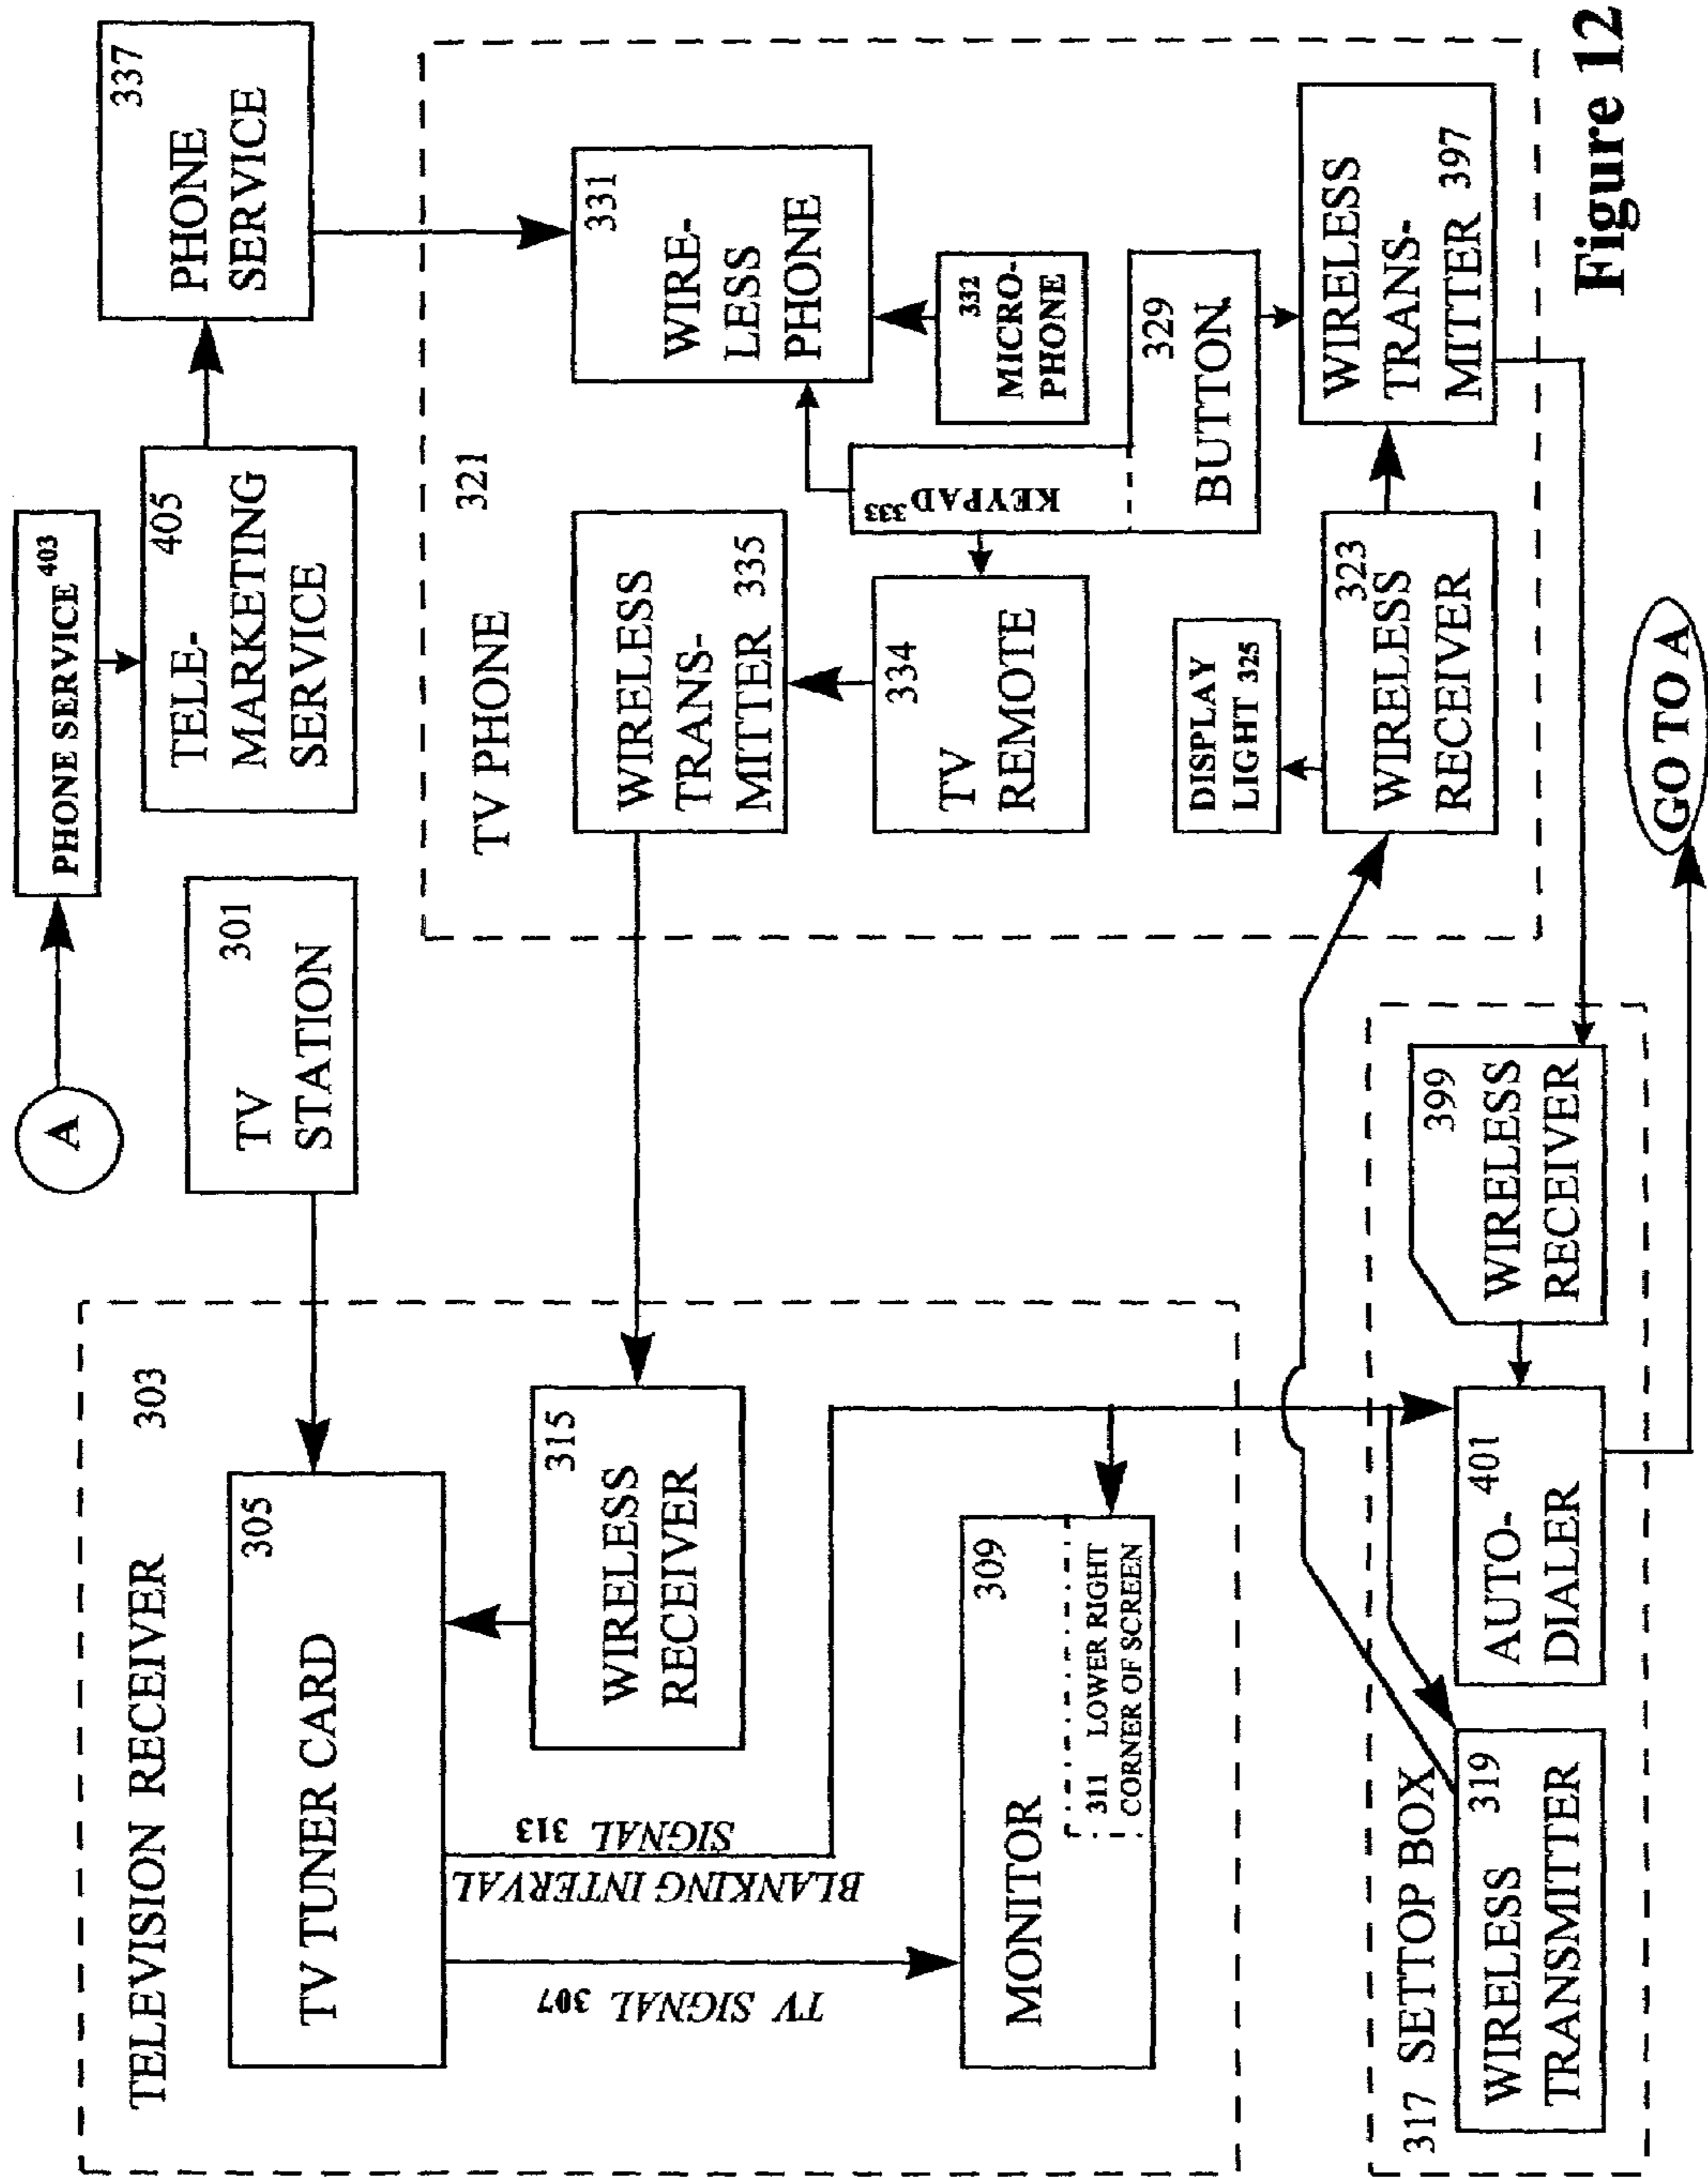 A
PHONE SERVICE 403
405
TELE-
MARKETING
SERVICE
337
PHONE
SERVICE
301
TV
STATION
TELEVISION RECEIVER 303
305
TV TUNER CARD
315
WIRELESS
RECEIVER
TV SIGNAL 307
BLANKING INTERVAL
SIGNAL 313
309
MONITOR
311 LOWER RIGHT
CORNER OF SCREEN
TV PHONE 321
WIRELESS
TRANS-
MITTER 335
331
WIRE-
LESS
PHONE
334
TV
REMOTE
KEYPAD 333
332
MICRO-
PHONE
329
BUTTON
DISPLAY
LIGHT 325
323
WIRELESS
RECEIVER
WIRELESS
TRANS-
MITTER 397
317 SETTOP BOX
WIRELESS 319
TRANSMITTER
AUTO- 401
DIALER
399
WIRELESS
RECEIVER
GO TO A
Figure 12